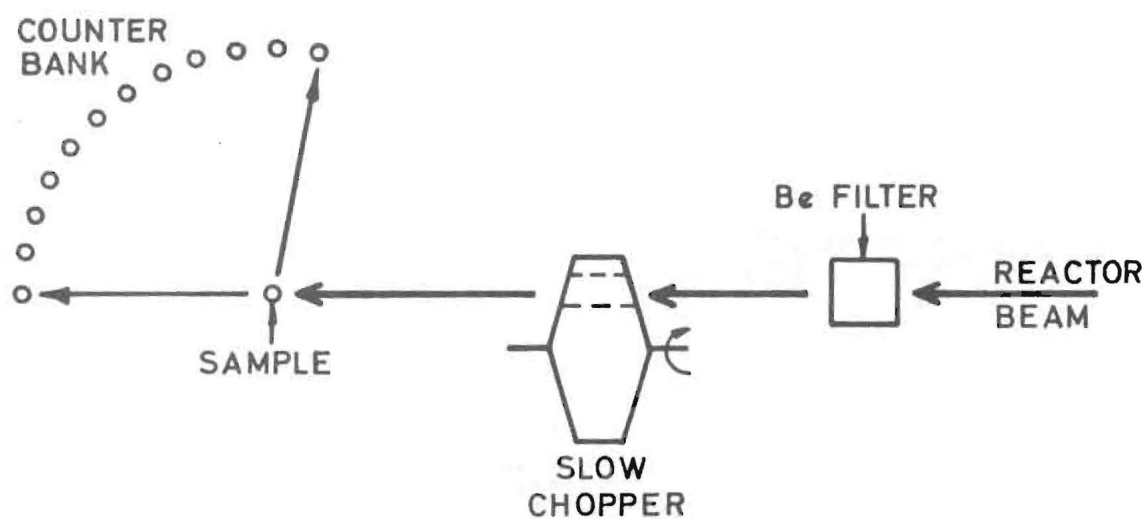 COUNTER
BANK
Be FILTER
REACTOR
BEAM
SAMPLE
SLOW
CHOPPER